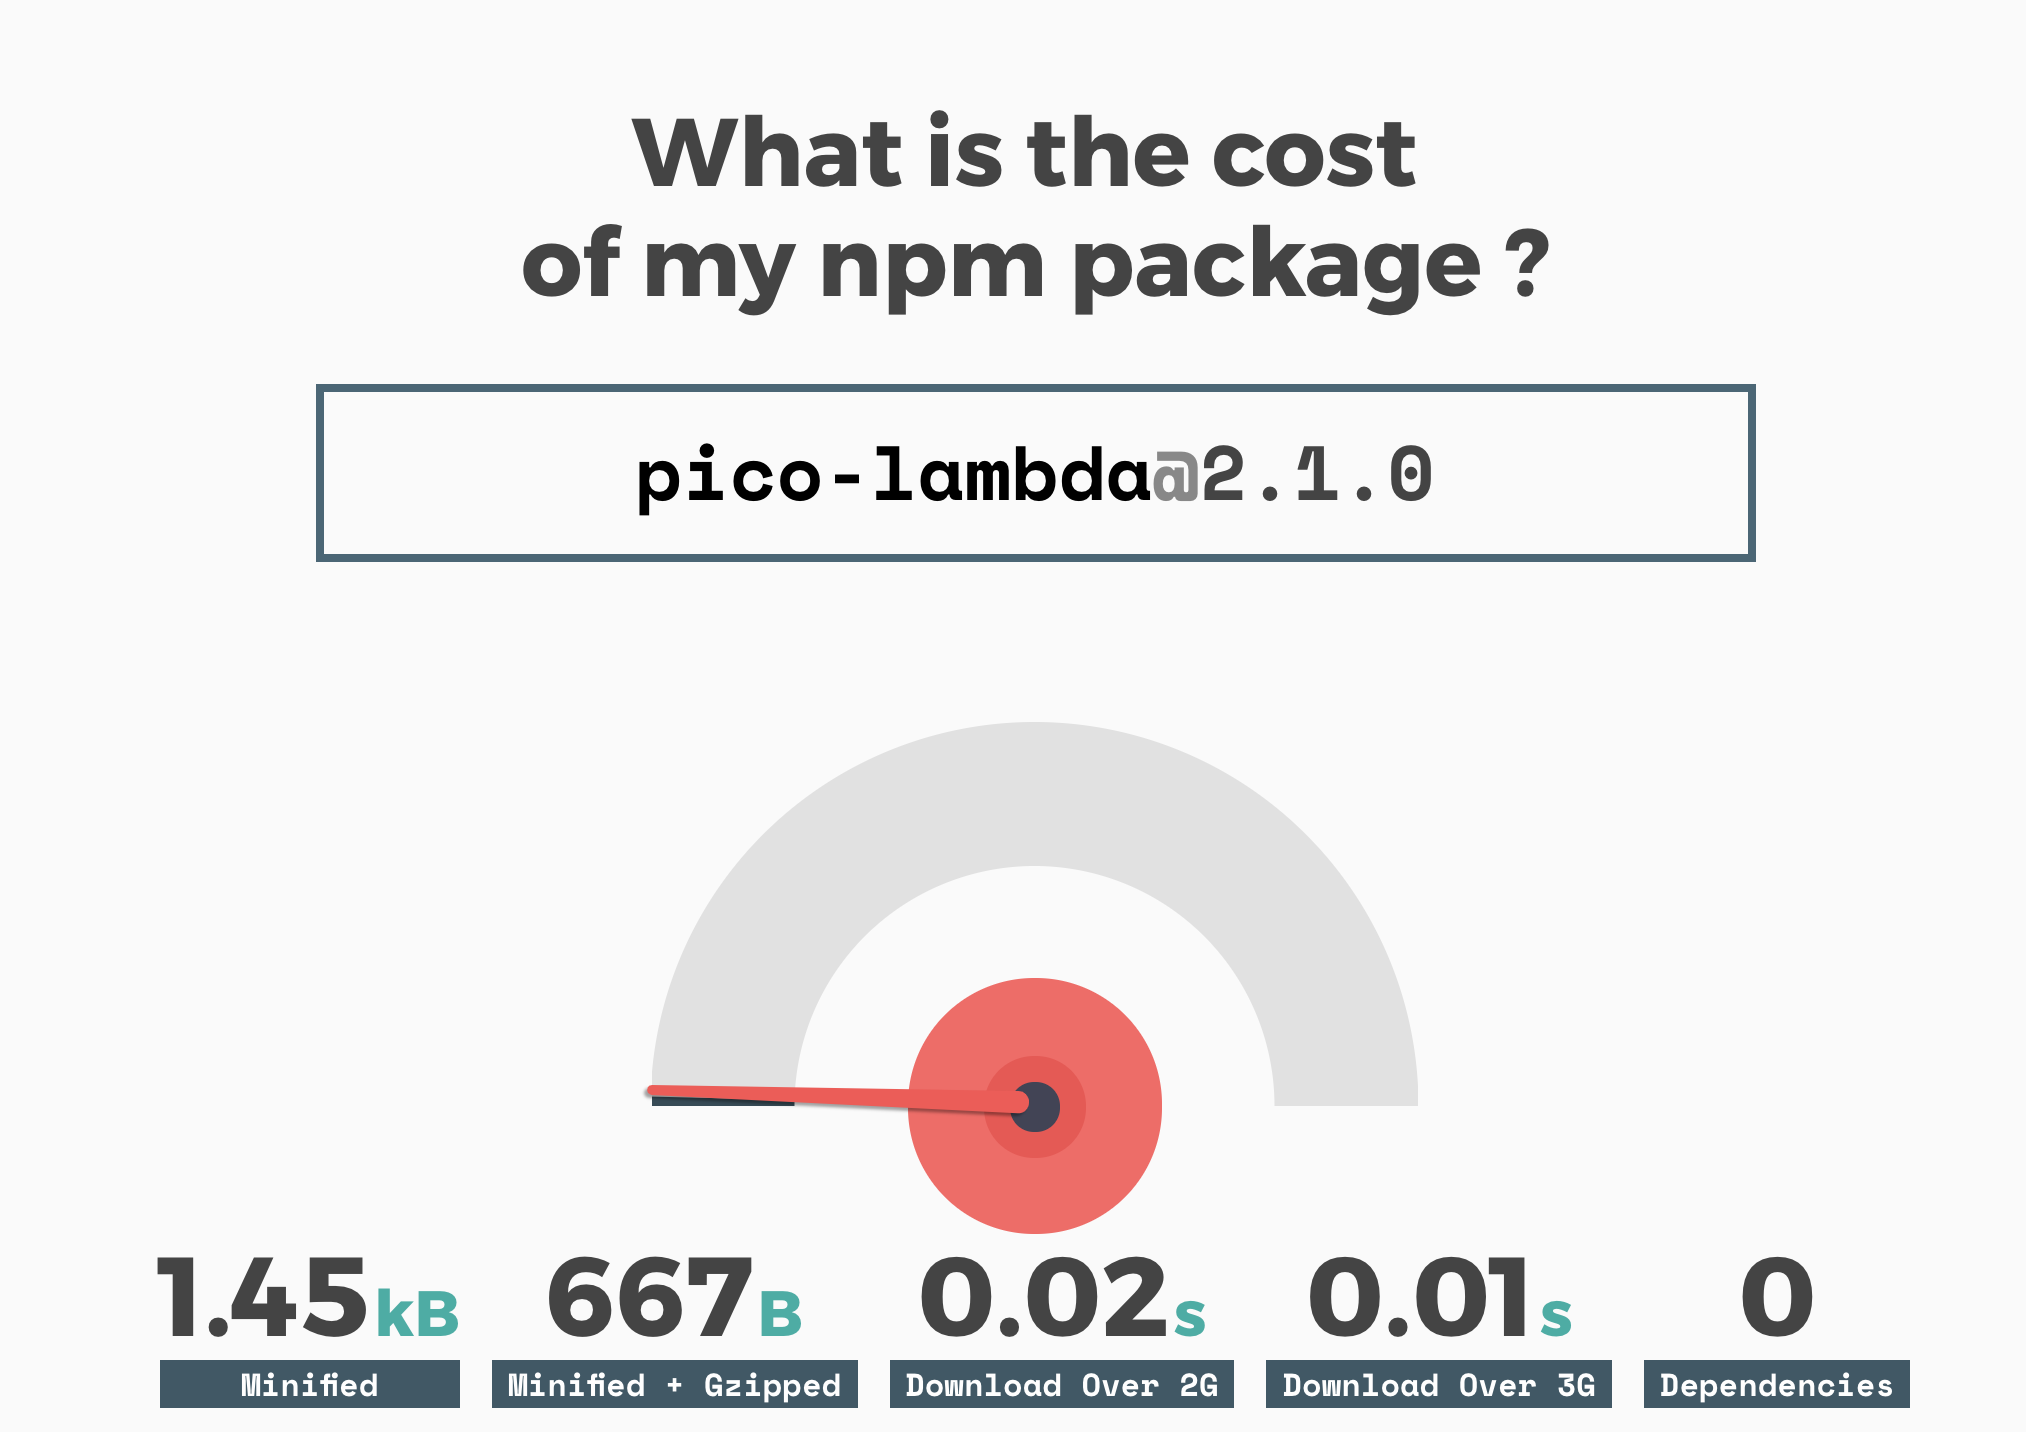 What is the cost
of my npm package ?
pico-lambda@2.1.0
1.45kB 667B 0.02s 0.01s 0
Minified Minified + Gzipped Download Over 2G Download Over 3G Dependencies